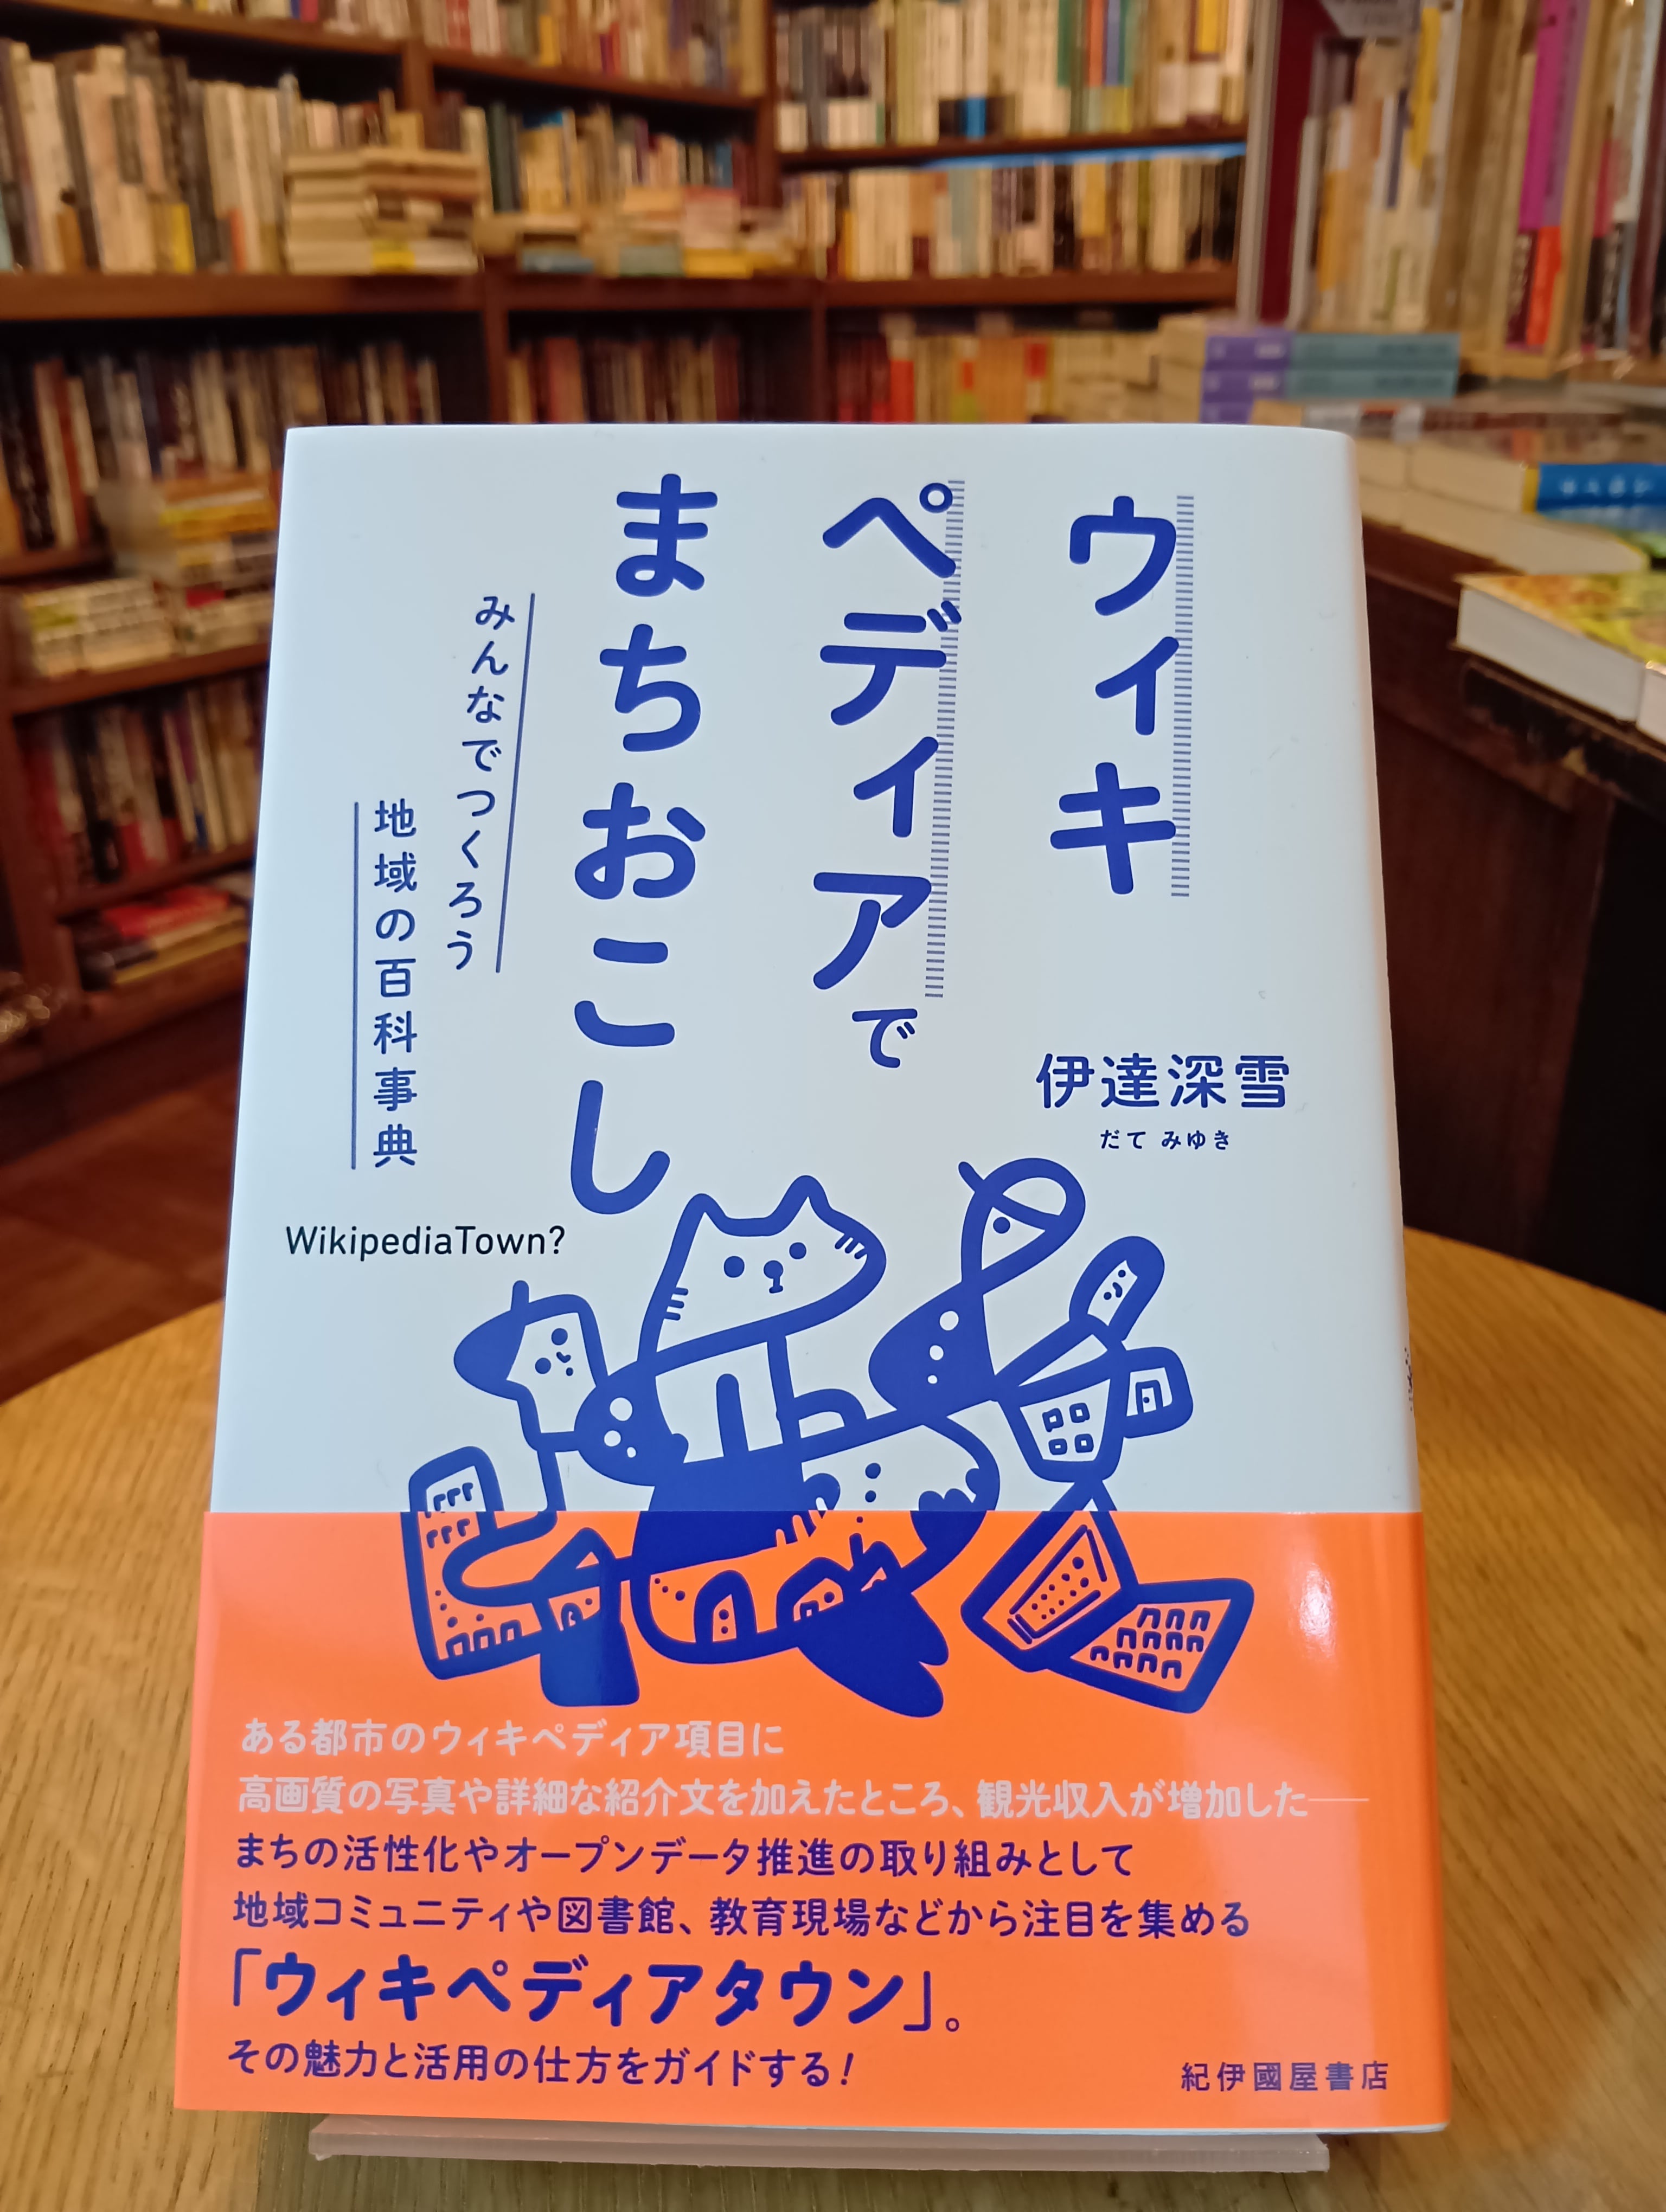 ウィキ
ペディアで
まちおこし
みんなでつくろう
地域の百科事典
伊達深雪
だて みゆき
WikipediaTown?
ある都市のウィキペディア項目に
高画質の写真や詳細な紹介文を加えたところ、観光収入が増加した――
まちの活性化やオープンデータ推進の取り組みとして
地域コミュニティや図書館、教育現場などから注目を集める
「ウィキペディアタウン」。
その魅力と活用の仕方をガイドする!
紀伊國屋書店